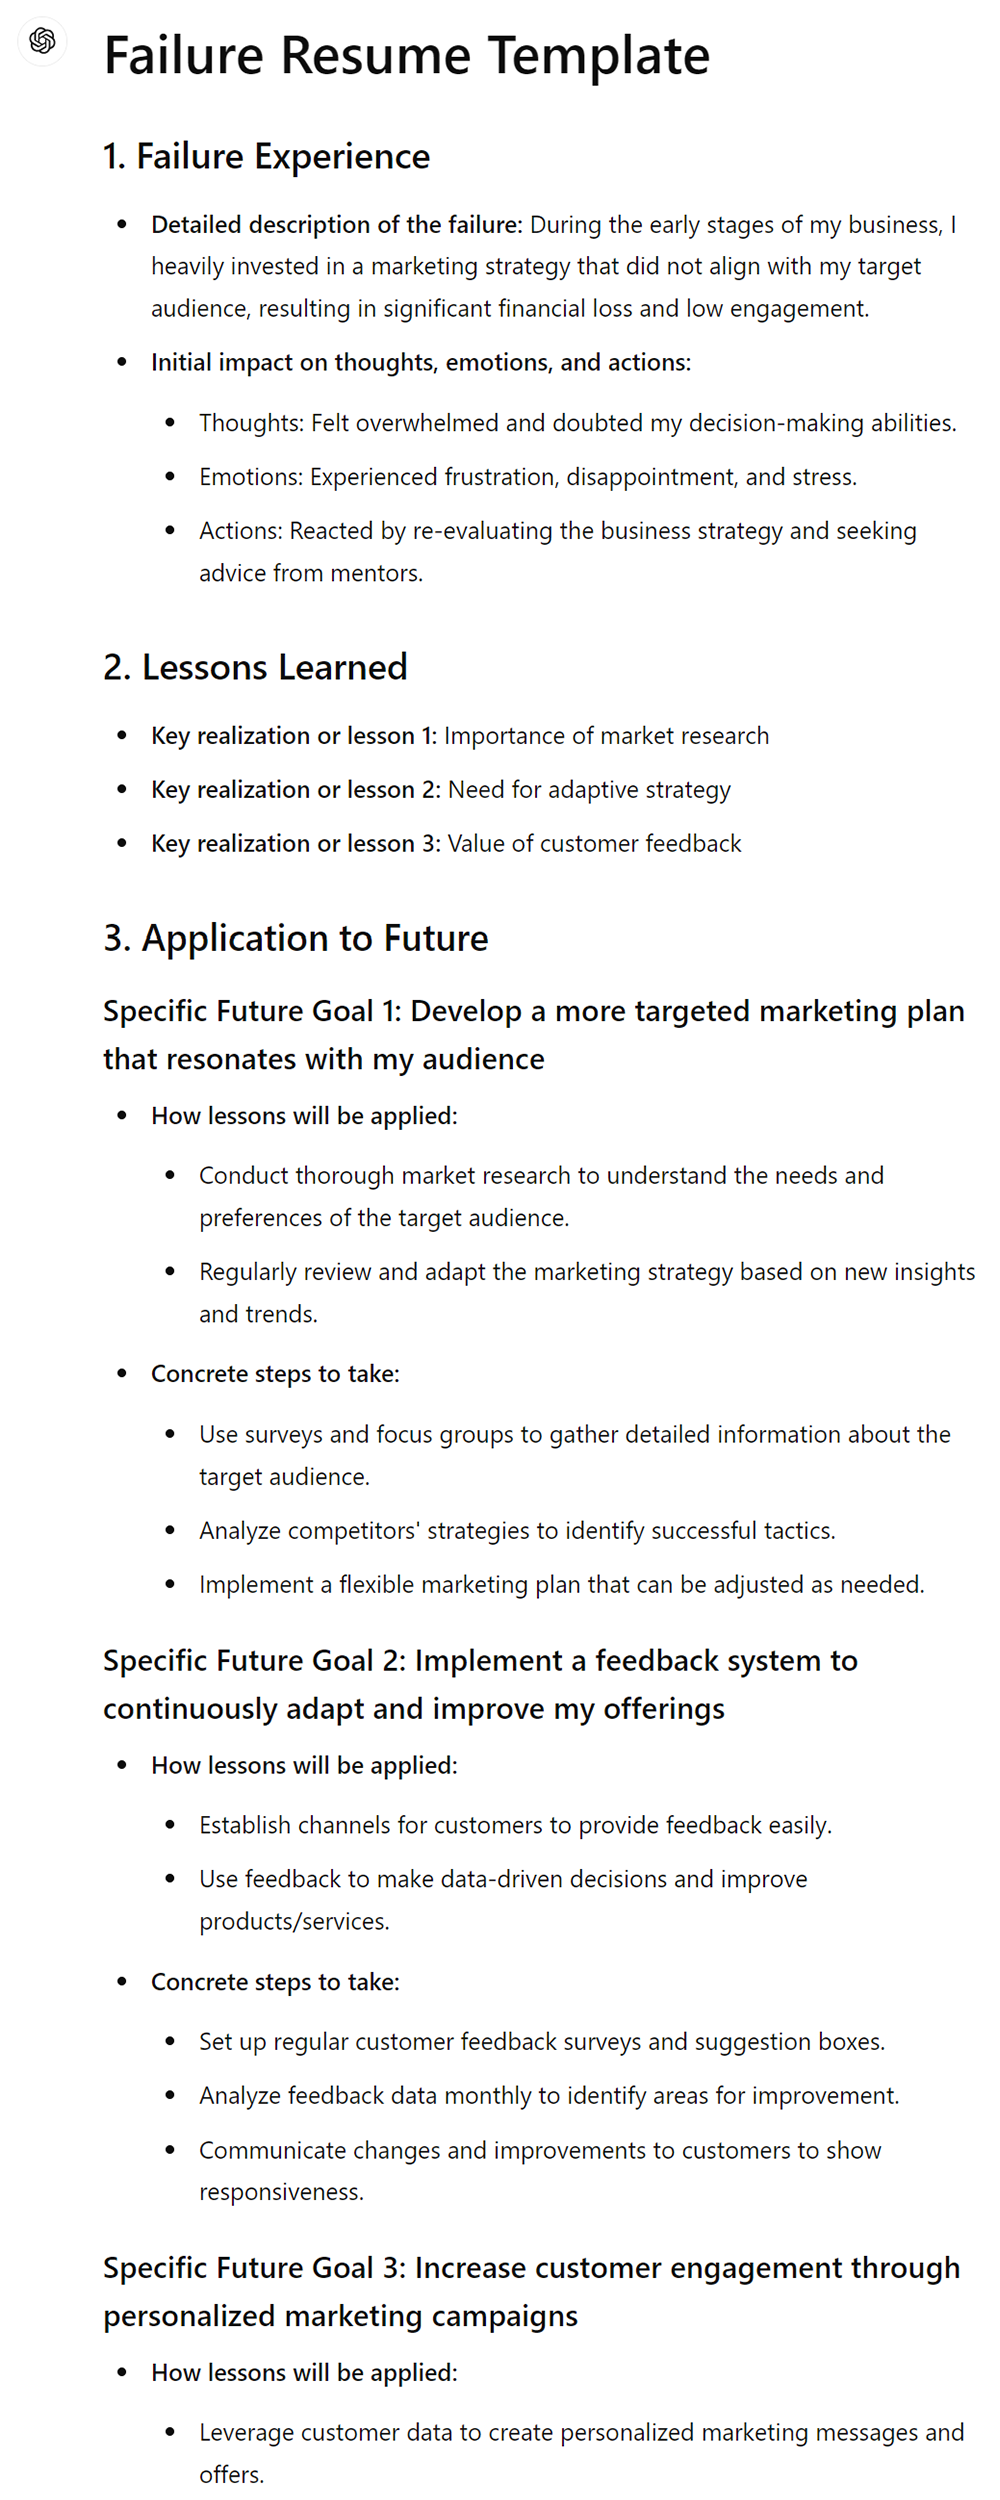 Failure Resume Template
1. Failure Experience
• Detailed description of the failure: During the early stages of my business, I
heavily invested in a marketing strategy that did not align with my target
audience, resulting in significant financial loss and low engagement.
• Initial impact on thoughts, emotions, and actions:
• Thoughts: Felt overwhelmed and doubted my decision-making abilities.
• Emotions: Experienced frustration, disappointment, and stress.
• Actions: Reacted by re-evaluating the business strategy and seeking
advice from mentors.
2. Lessons Learned
• Key realization or lesson 1: Importance of market research
• Key realization or lesson 2: Need for adaptive strategy
• Key realization or lesson 3: Value of customer feedback
3. Application to Future
Specific Future Goal 1: Develop a more targeted marketing plan
that resonates with my audience
• How lessons will be applied:
• Conduct thorough market research to understand the needs and
preferences of the target audience.
• Regularly review and adapt the marketing strategy based on new insights
and trends.
• Concrete steps to take:
• Use surveys and focus groups to gather detailed information about the
target audience.
• Analyze competitors' strategies to identify successful tactics.
• Implement a flexible marketing plan that can be adjusted as needed.
Specific Future Goal 2: Implement a feedback system to
continuously adapt and improve my offerings
• How lessons will be applied:
• Establish channels for customers to provide feedback easily.
• Use feedback to make data-driven decisions and improve
products/services.
• Concrete steps to take:
• Set up regular customer feedback surveys and suggestion boxes.
• Analyze feedback data monthly to identify areas for improvement.
• Communicate changes and improvements to customers to show
responsiveness.
Specific Future Goal 3: Increase customer engagement through
personalized marketing campaigns
• How lessons will be applied:
• Leverage customer data to create personalized marketing messages and
offers.